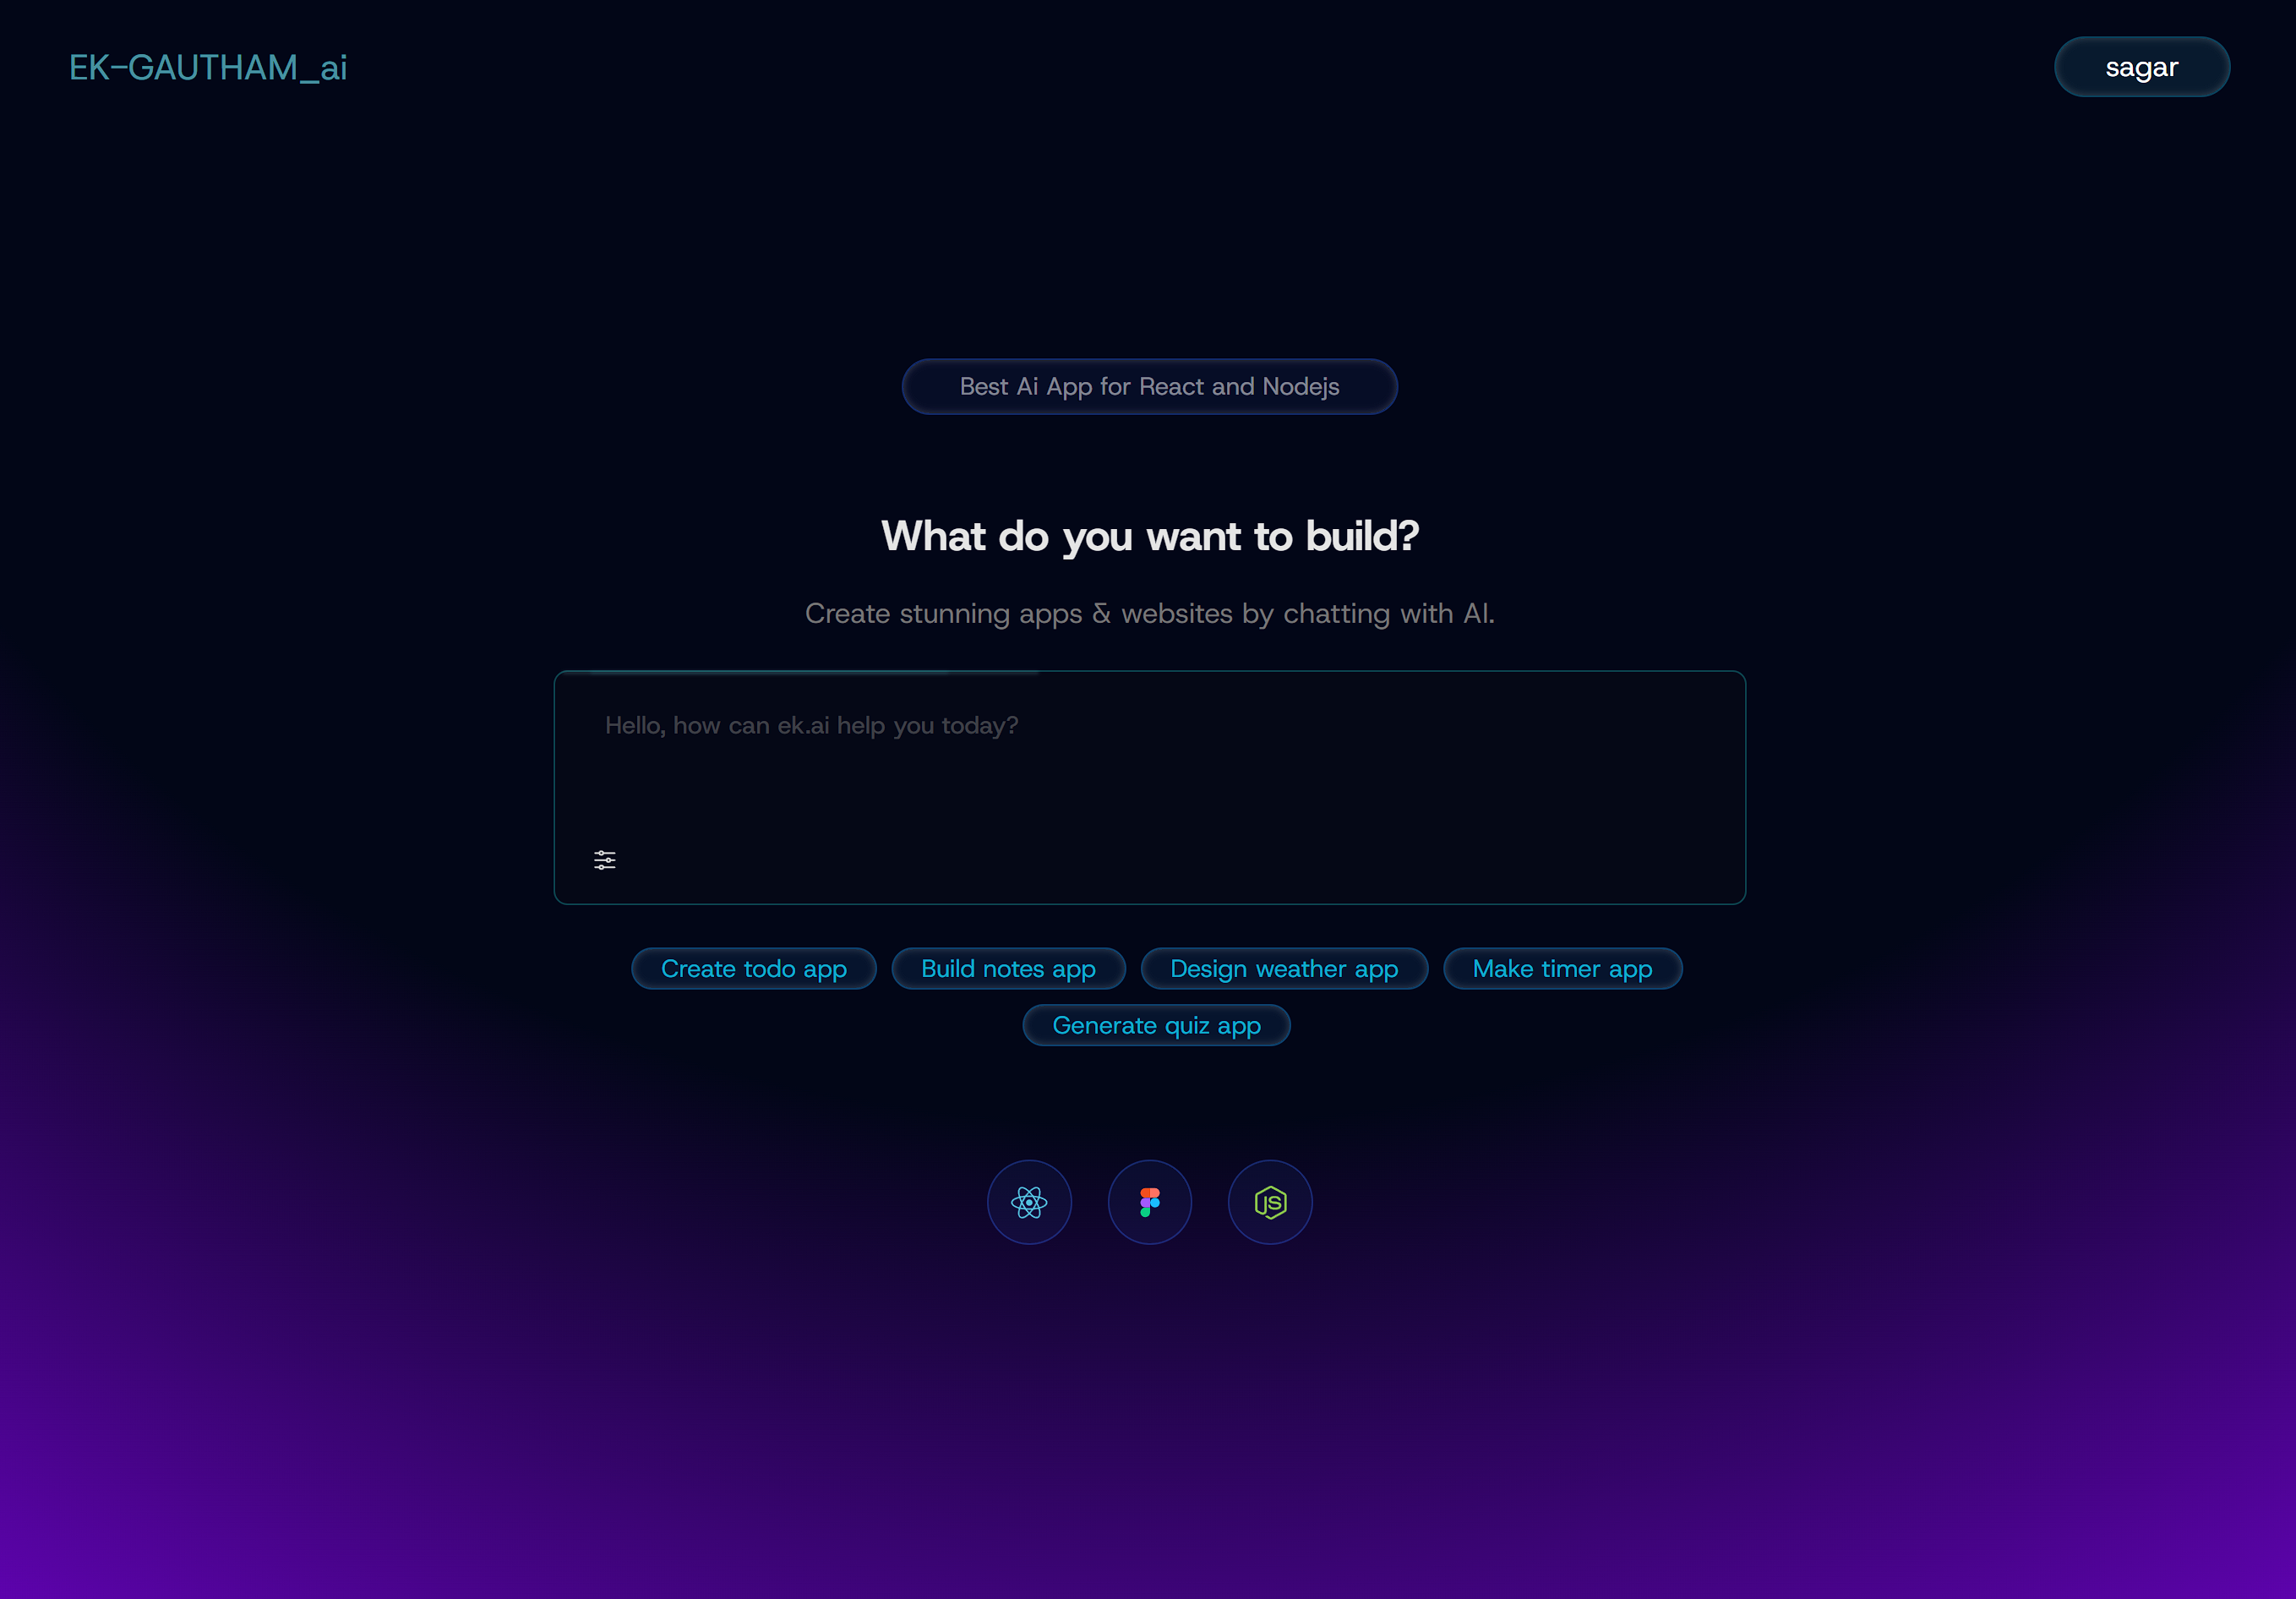 EK-GAUTHAM_ai
sagar
Best Ai App for React and Nodejs
What do you want to build?
Create stunning apps & websites by chatting with AI.
Hello, how can ek.ai help you today?
Create todo app
Build notes app
Design weather app
Make timer app
Generate quiz app
JS